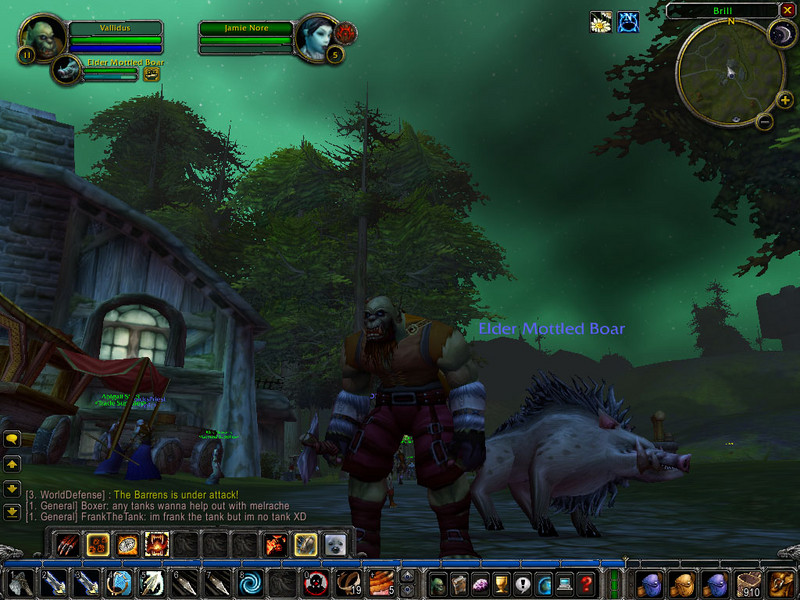 Vallidus
11
Elder Mottled Boar
Jamie Nore
5
Brill
N
Elder Mottled Boar
[3. WorldDefense] : The Barrens is under attack!
[1. General] Boxer: any tanks wanna help out with melrache
[1. General] FrankTheTank: im frank the tank but im no tank XD
19
5
910